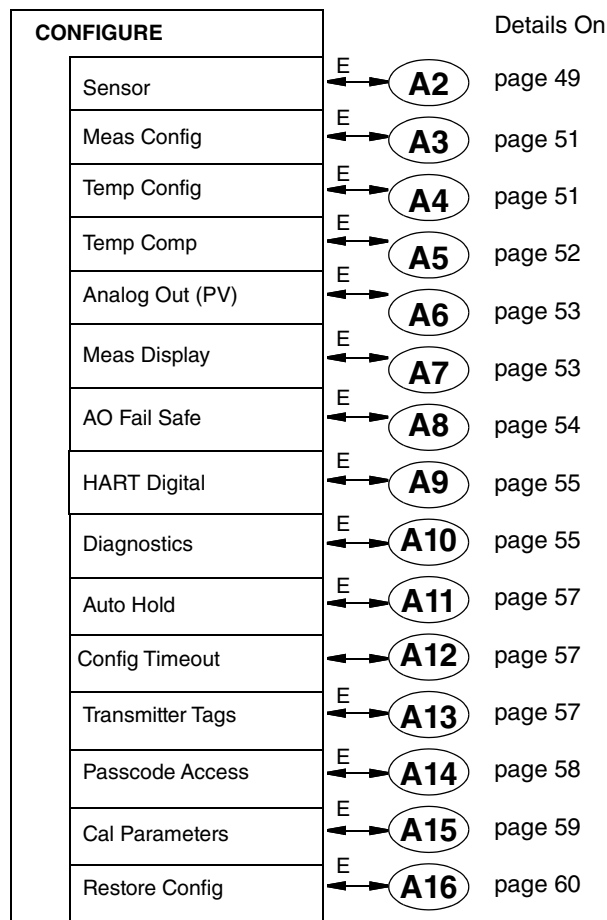 CONFIGURE Details On
Sensor E A2 page 49
Meas Config E A3 page 51
Temp Config E A4 page 51
Temp Comp E A5 page 52
Analog Out (PV) E A6 page 53
Meas Display E A7 page 53
AO Fail Safe E A8 page 54
HART Digital E A9 page 55
Diagnostics E A10 page 55
Auto Hold E A11 page 57
Config Timeout A12 page 57
Transmitter Tags E A13 page 57
Passcode Access E A14 page 58
Cal Parameters E A15 page 59
Restore Config E A16 page 60